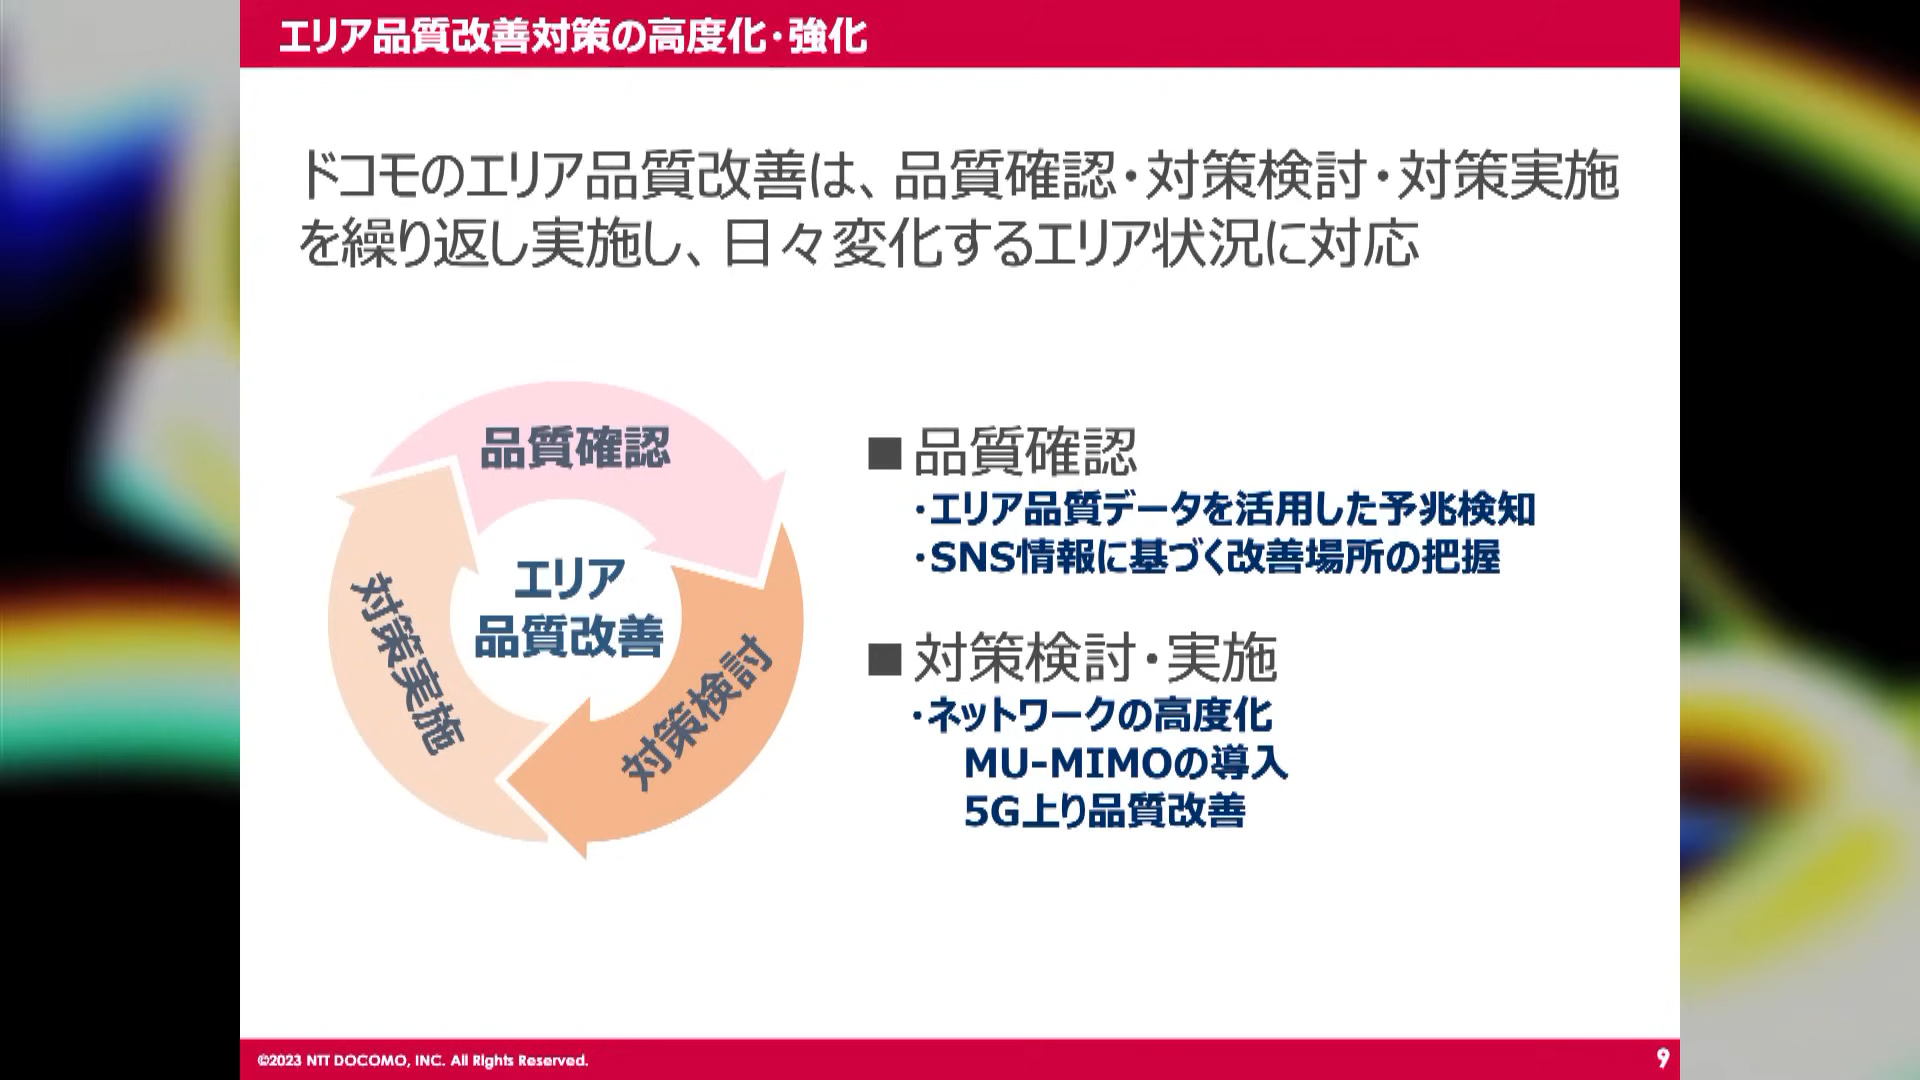 エリア品質改善対策の高度化・強化
ドコモのエリア品質改善は、品質確認・対策検討・対策実施
を繰り返し実施し、日々変化するエリア状況に対応
品質確認
対策検討
対策実施
エリア
品質改善
■品質確認
・エリア品質データを活用した予兆検知
・SNS情報に基づく改善場所の把握
■対策検討・実施
・ネットワークの高度化
MU-MIMOの導入
5G上り品質改善
©2023 NTT DOCOMO, INC. All Rights Reserved.
9